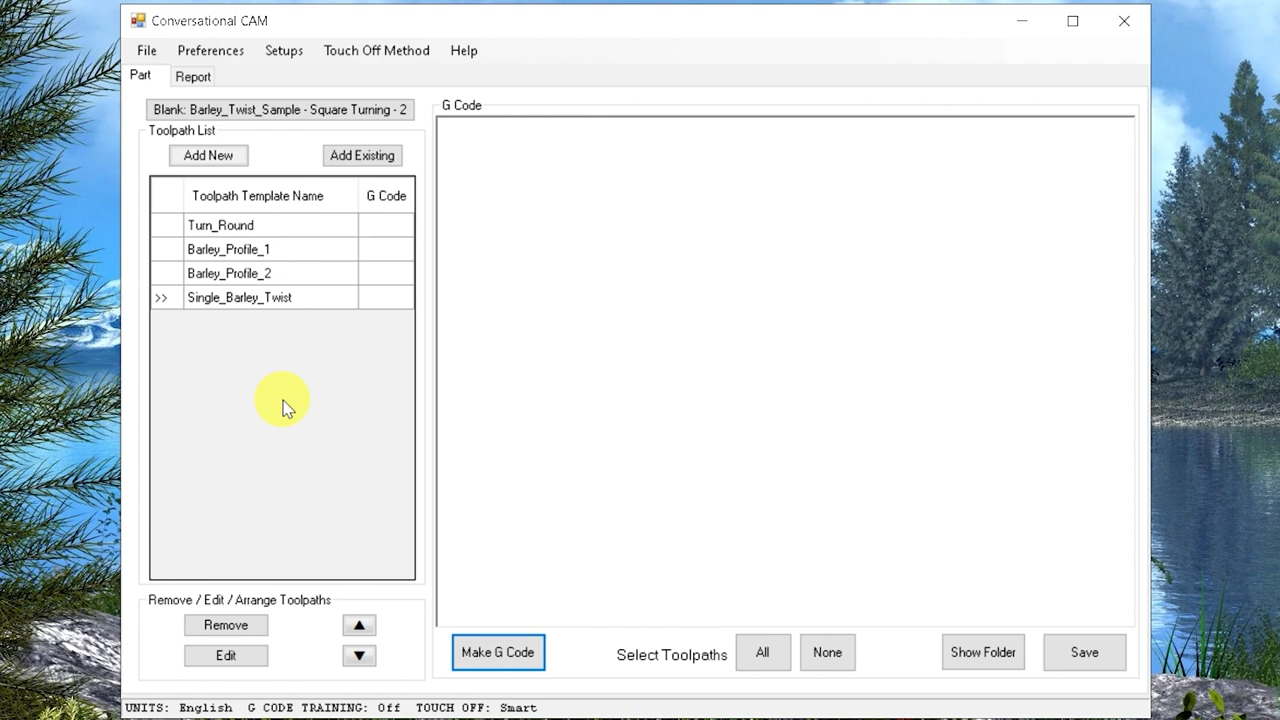 Conversational CAM
File Preferences Setups Touch Off Method Help
Part Report
Blank: Barley_Twist_Sample - Square Turning - 2
G Code
Toolpath List
Add New Add Existing
Toolpath Template Name G Code
Turn_Round
Barley_Profile_1
Barley_Profile_2
>> Single_Barley_Twist
Remove / Edit / Arrange Toolpaths
Remove
Edit
Make G Code Select Toolpaths All None Show Folder Save
UNITS: English G CODE TRAINING: Off TOUCH OFF: Smart